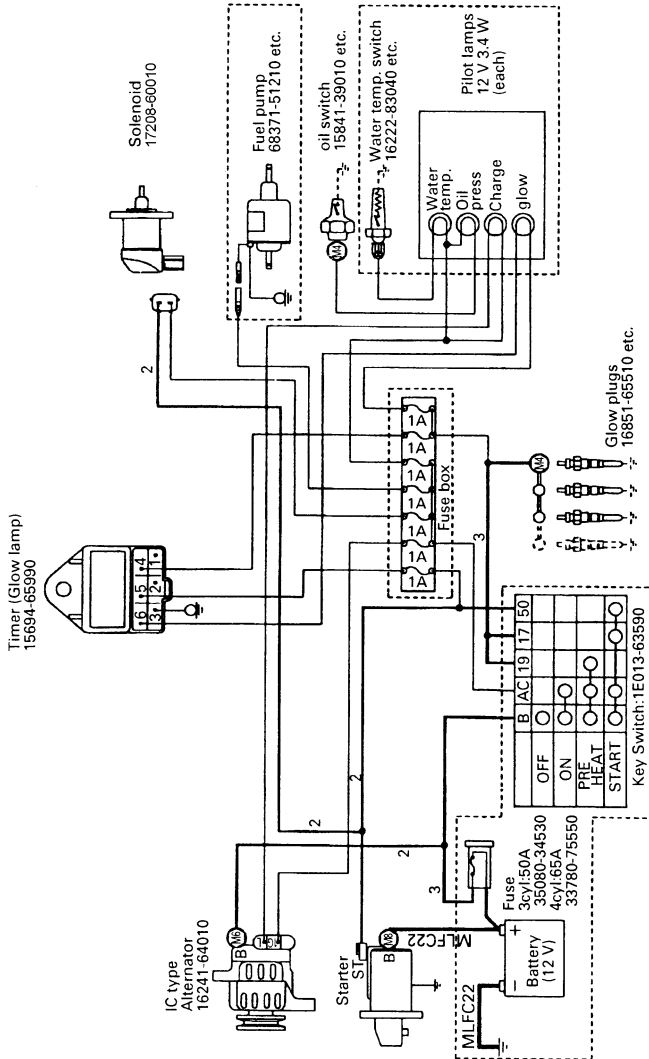 Timer (Glow lamp)
15694-65990
6 5 4
3 2 1
Solenoid
17208-60010
2
Fuel pump
68371-51210 etc.
oil switch
15841-39010 etc.
M4
Water temp. switch
16222-83040 etc.
Pilot lamps
12 V 3.4 W
(each)
Water
temp.
Oil
press
Charge
glow
1A
1A
1A
1A
1A
1A
1A
Fuse box
3
M4
Glow plugs
16851-65510 etc.
IC type
Alternator
16241-64010
M6
B
IG L
2
2
2
Starter
ST
B
M8
MLFC22
3
MLFC22
Battery
(12 V)
+
−
Fuse
3cyl:50A
35080-34530
4cyl:65A
33780-75550
B AC 19 17 50
OFF
ON
PRE
HEAT
START
Key Switch:1E013-63590